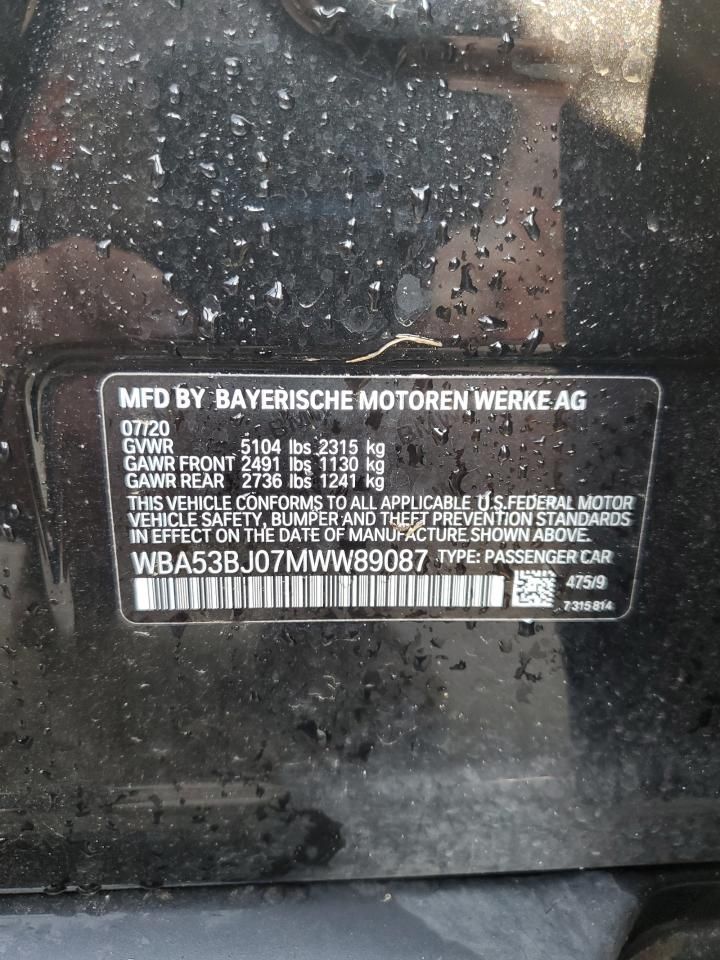 MFD BY BAYERISCHE MOTOREN WERKE AG
07/20
GVWR 5104 lbs 2315 kg
GAWR FRONT 2491 lbs 1130 kg
GAWR REAR 2736 lbs 1241 kg
THIS VEHICLE CONFORMS TO ALL APPLICABLE U.S.FEDERAL MOTOR
VEHICLE SAFETY, BUMPER AND THEFT PREVENTION STANDARDS
IN EFFECT ON THE DATE OF MANUFACTURE SHOWN ABOVE.
WBA53BJ07MWW89087 TYPE: PASSENGER CAR
475/9
7 315 814